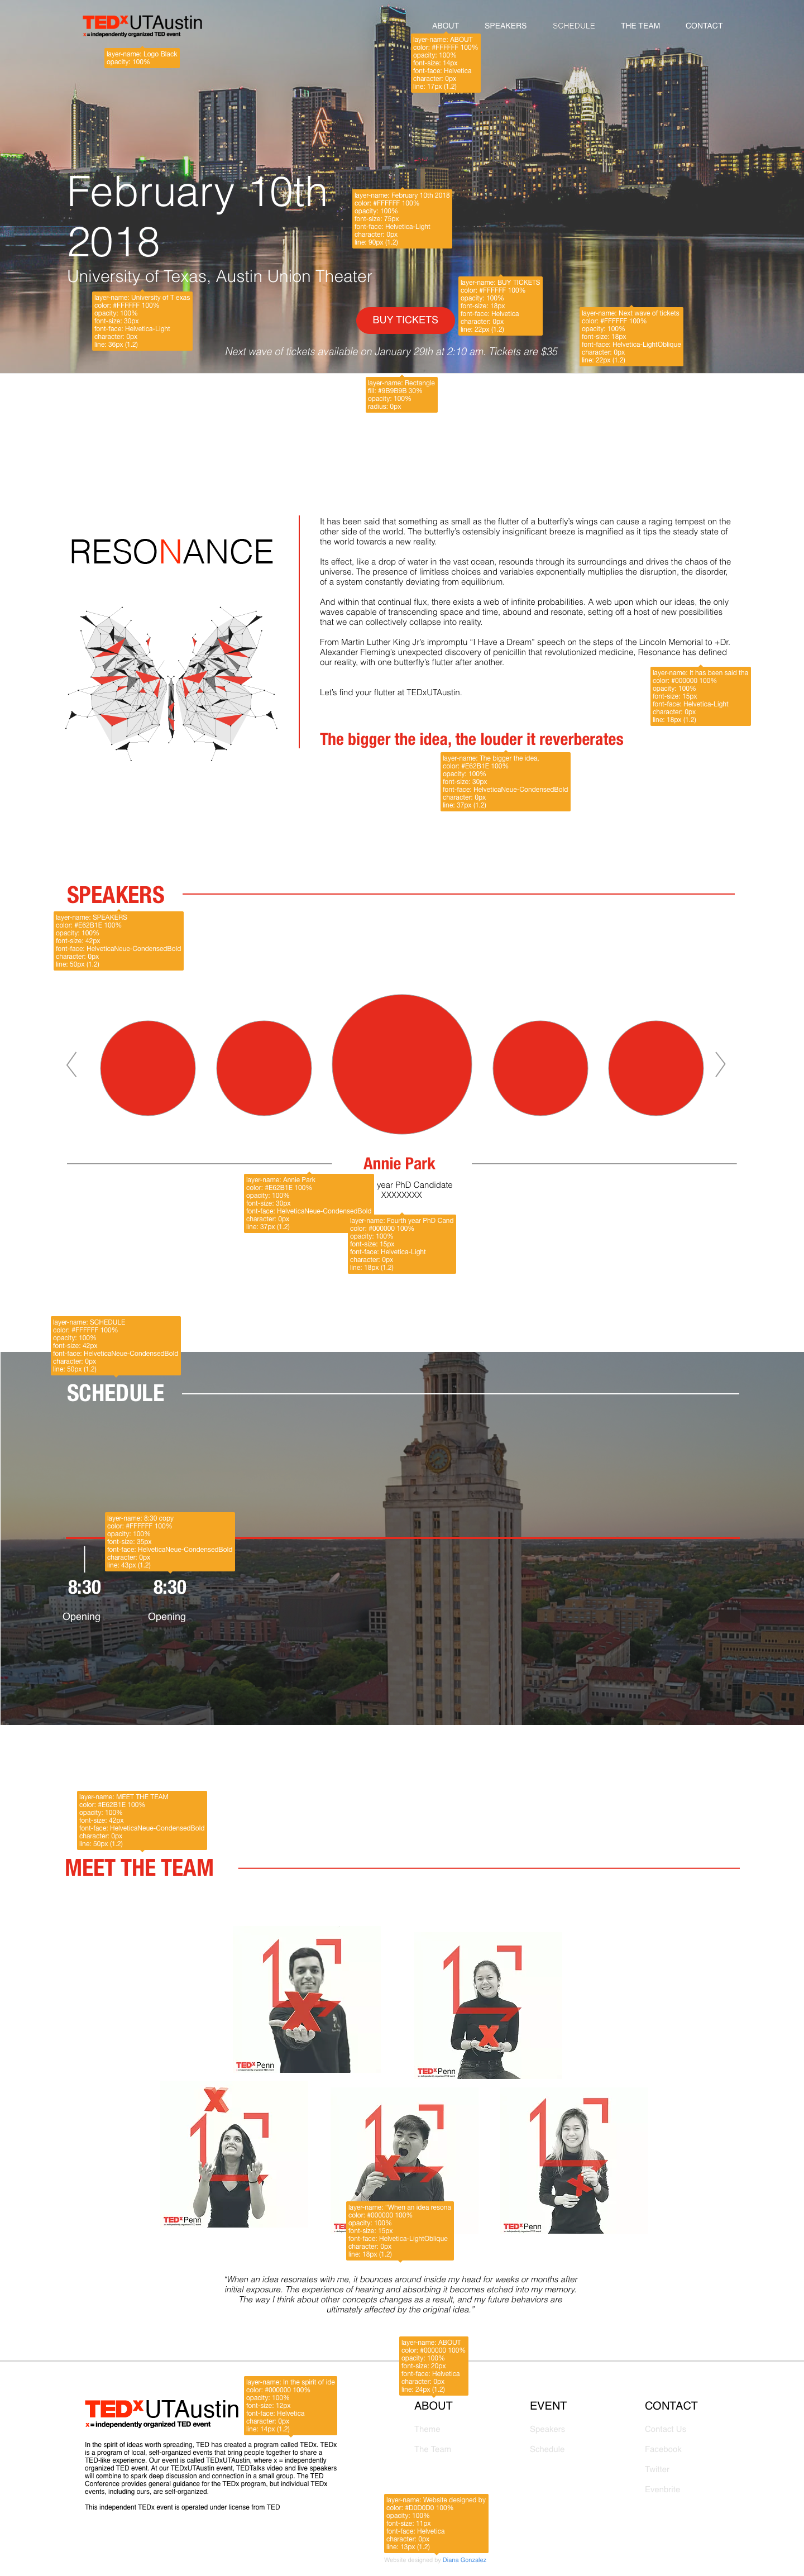 TEDxUTAustin
x = independently organized TED event
ABOUT SPEAKERS SCHEDULE THE TEAM CONTACT
layer-name: Logo Black
opacity: 100%
layer-name: ABOUT
color: #FFFFFF 100%
opacity: 100%
font-size: 14px
font-face: Helvetica
character: 0px
line: 17px (1.2)
February 10th
2018
layer-name: February 10th 2018
color: #FFFFFF 100%
opacity: 100%
font-size: 75px
font-face: Helvetica-Light
character: 0px
line: 90px (1.2)
University of Texas, Austin Union Theater
layer-name: University of T exas
color: #FFFFFF 100%
opacity: 100%
font-size: 30px
font-face: Helvetica-Light
character: 0px
line: 36px (1.2)
BUY TICKETS
layer-name: BUY TICKETS
color: #FFFFFF 100%
opacity: 100%
font-size: 18px
font-face: Helvetica
character: 0px
line: 22px (1.2)
layer-name: Next wave of tickets
color: #FFFFFF 100%
opacity: 100%
font-size: 18px
font-face: Helvetica-LightOblique
character: 0px
line: 22px (1.2)
Next wave of tickets available on January 29th at 2:10 am. Tickets are $35
layer-name: Rectangle
fill: #9B9B9B 30%
opacity: 100%
radius: 0px
RESONANCE
It has been said that something as small as the flutter of a butterfly's wings can cause a raging tempest on the
other side of the world. The butterfly's ostensibly insignificant breeze is magnified as it tips the steady state of
the world towards a new reality.
Its effect, like a drop of water in the vast ocean, resounds through its surroundings and drives the chaos of the
universe. The presence of limitless choices and variables exponentially multiplies the disruption, the disorder,
of a system constantly deviating from equilibrium.
And within that continual flux, there exists a web of infinite probabilities. A web upon which our ideas, the only
waves capable of transcending space and time, abound and resonate, setting off a host of new possibilities
that we can collectively collapse into reality.
From Martin Luther King Jr's impromptu “I Have a Dream” speech on the steps of the Lincoln Memorial to +Dr.
Alexander Fleming's unexpected discovery of penicillin that revolutionized medicine, Resonance has defined
our reality, with one butterfly's flutter after another.
Let's find your flutter at TEDxUTAustin.
layer-name: It has been said tha
color: #000000 100%
opacity: 100%
font-size: 15px
font-face: Helvetica-Light
character: 0px
line: 18px (1.2)
The bigger the idea, the louder it reverberates
layer-name: The bigger the idea,
color: #E62B1E 100%
opacity: 100%
font-size: 30px
font-face: HelveticaNeue-CondensedBold
character: 0px
line: 37px (1.2)
SPEAKERS
layer-name: SPEAKERS
color: #E62B1E 100%
opacity: 100%
font-size: 42px
font-face: HelveticaNeue-CondensedBold
character: 0px
line: 50px (1.2)
Annie Park
layer-name: Annie Park
color: #E62B1E 100%
opacity: 100%
font-size: 30px
font-face: HelveticaNeue-CondensedBold
character: 0px
line: 37px (1.2)
year PhD Candidate
XXXXXXXX
layer-name: Fourth year PhD Cand
color: #000000 100%
opacity: 100%
font-size: 15px
font-face: Helvetica-Light
character: 0px
line: 18px (1.2)
layer-name: SCHEDULE
color: #FFFFFF 100%
opacity: 100%
font-size: 42px
font-face: HelveticaNeue-CondensedBold
character: 0px
line: 50px (1.2)
SCHEDULE
layer-name: 8:30 copy
color: #FFFFFF 100%
opacity: 100%
font-size: 35px
font-face: HelveticaNeue-CondensedBold
character: 0px
line: 43px (1.2)
8:30 8:30
Opening Opening
layer-name: MEET THE TEAM
color: #E62B1E 100%
opacity: 100%
font-size: 42px
font-face: HelveticaNeue-CondensedBold
character: 0px
line: 50px (1.2)
MEET THE TEAM
TEDxPenn
TEDxPenn
TEDxPenn
TEDxPenn
layer-name: “When an idea resona
color: #000000 100%
opacity: 100%
font-size: 15px
font-face: Helvetica-LightOblique
character: 0px
line: 18px (1.2)
“When an idea resonates with me, it bounces around inside my head for weeks or months after
initial exposure. The experience of hearing and absorbing it becomes etched into my memory.
The way I think about other concepts changes as a result, and my future behaviors are
ultimately affected by the original idea.”
layer-name: ABOUT
color: #000000 100%
opacity: 100%
font-size: 20px
font-face: Helvetica
character: 0px
line: 24px (1.2)
layer-name: In the spirit of ide
color: #000000 100%
opacity: 100%
font-size: 12px
font-face: Helvetica
character: 0px
line: 14px (1.2)
TEDxUTAustin
x = independently organized TED event
In the spirit of ideas worth spreading, TED has created a program called TEDx. TEDx
is a program of local, self-organized events that bring people together to share a
TED-like experience. Our event is called TEDxUTAustin, where x = independently
organized TED event. At our TEDxUTAustin event, TEDTalks video and live speakers
will combine to spark deep discussion and connection in a small group. The TED
Conference provides general guidance for the TEDx program, but individual TEDx
events, including ours, are self-organized.
This independent TEDx event is operated under license from TED
ABOUT EVENT CONTACT
Theme Speakers Contact Us
The Team Schedule Facebook
Twitter
Eventbrite
layer-name: Website designed by
color: #D0D0D0 100%
opacity: 100%
font-size: 11px
font-face: Helvetica
character: 0px
line: 13px (1.2)
Website designed by Diana Gonzalez